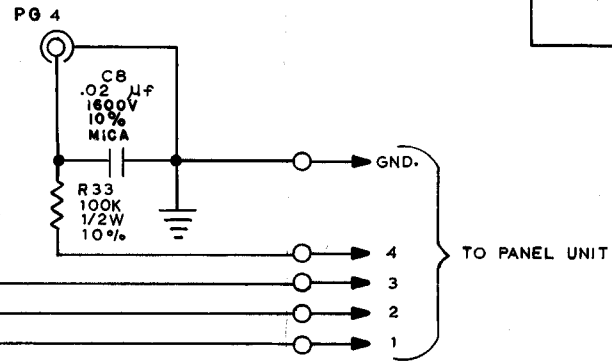 PG 4
C8
.02 μf
1600V
10%
MICA
R33
100K
1/2W
10%
GND.
4
3
2
1
TO PANEL UNIT